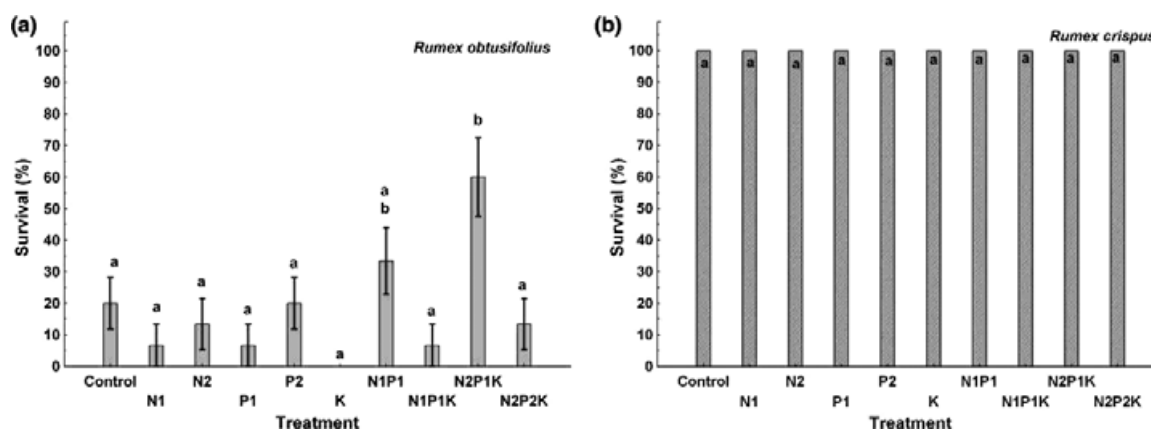 (a)
Rumex obtusifolius
100
90
80
70
60
50
40
30
20
10
0
Survival (%)
a
a
a
a
a
a
a
b
a
b
a
Control
N2
P2
N1P1
N2P1K
N1
P1
K
N1P1K
N2P2K
Treatment
(b)
Rumex crispus
100
90
80
70
60
50
40
30
20
10
0
Survival (%)
a a a a a a a a a a
Control
N2
P2
N1P1
N2P1K
N1
P1
K
N1P1K
N2P2K
Treatment